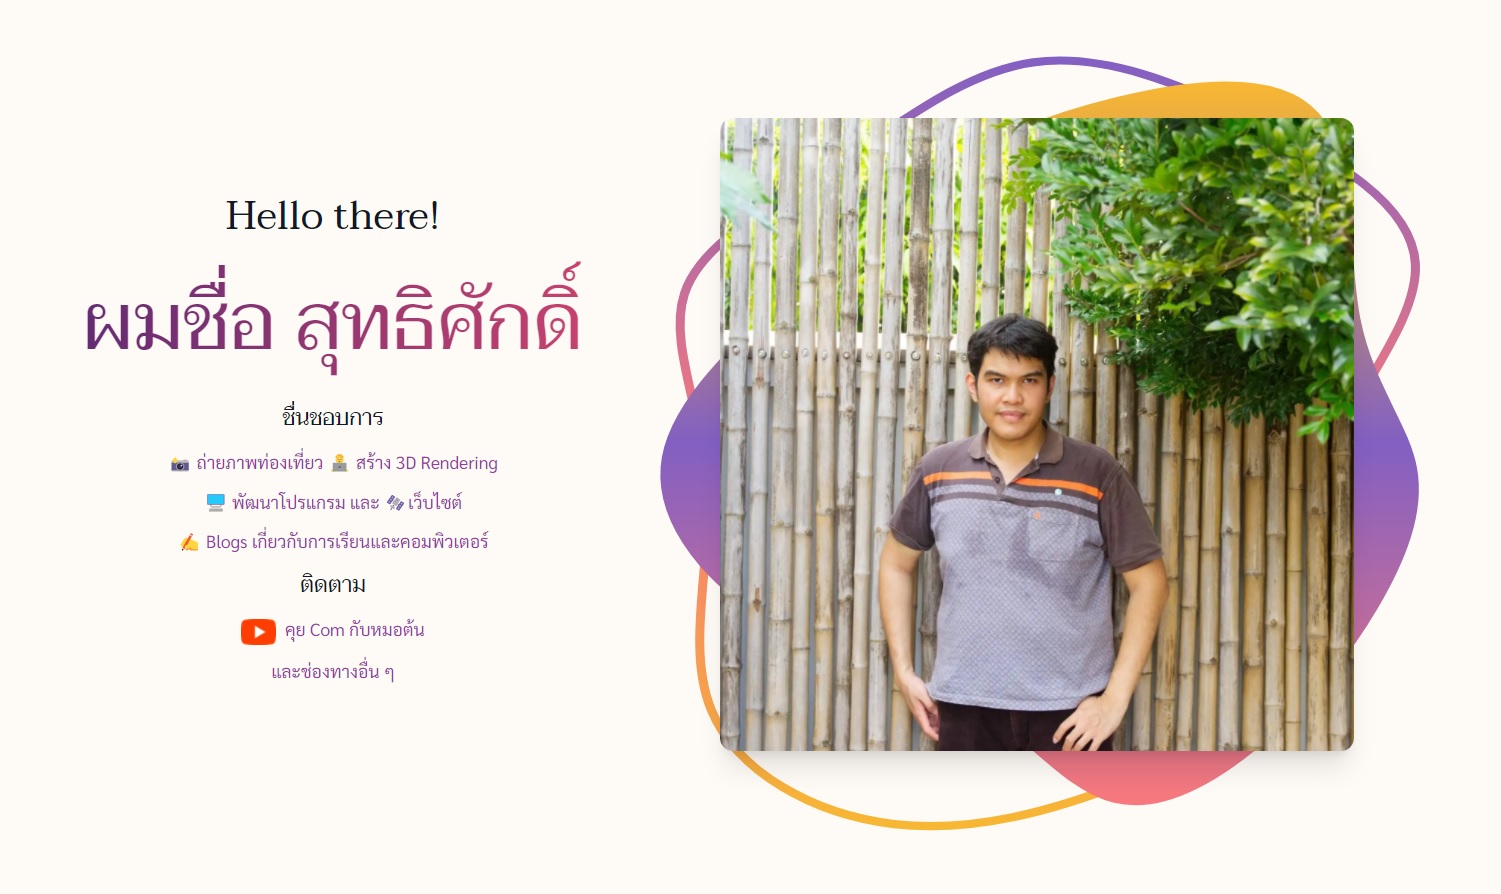 Hello there!
ผมชื่อ สุทธิศักดิ์
ชื่นชอบการ
📸 ถ่ายภาพท่องเที่ยว 👨‍💻 สร้าง 3D Rendering
🖥️ พัฒนาโปรแกรม และ 🛰️ เว็บไซต์
✍️ Blogs เกี่ยวกับการเรียนและคอมพิวเตอร์
ติดตาม
คุย Com กับหมอต้น
และช่องทางอื่น ๆ